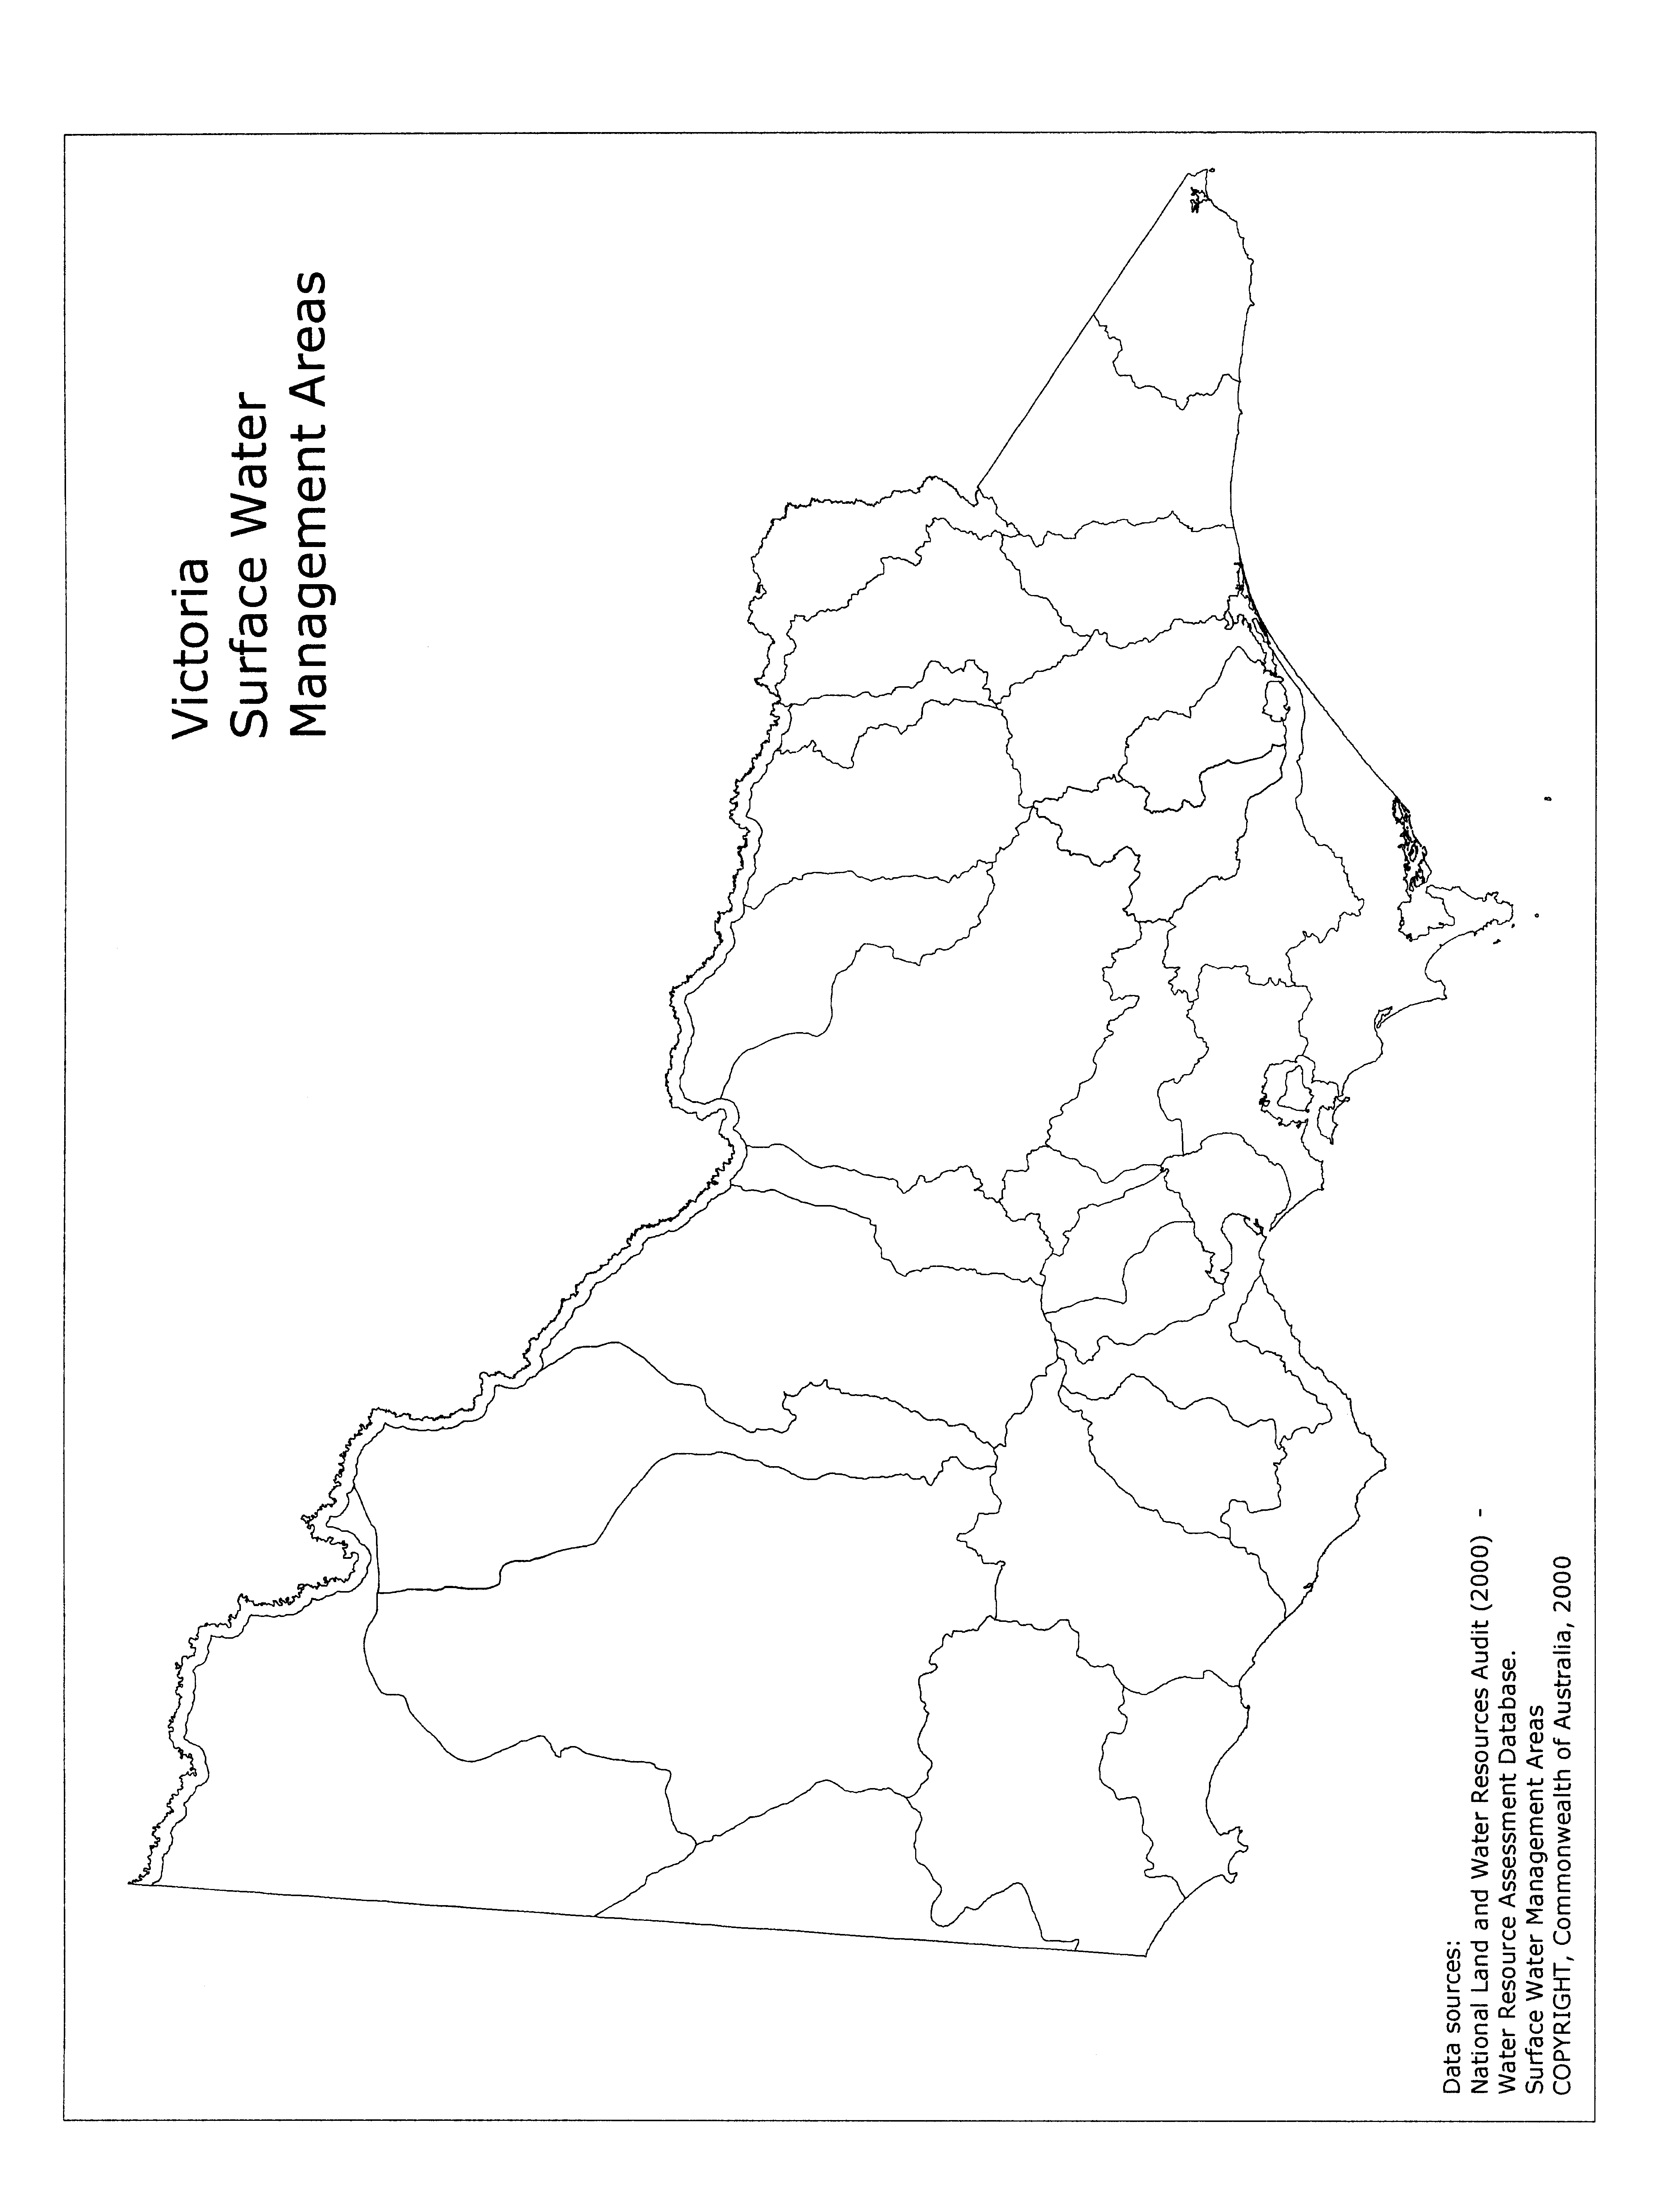 Victoria
Surface Water
Management Areas
Data sources:
National Land and Water Resources Audit (2000) -
Water Resource Assessment Database.
Surface Water Management Areas
COPYRIGHT, Commonwealth of Australia, 2000